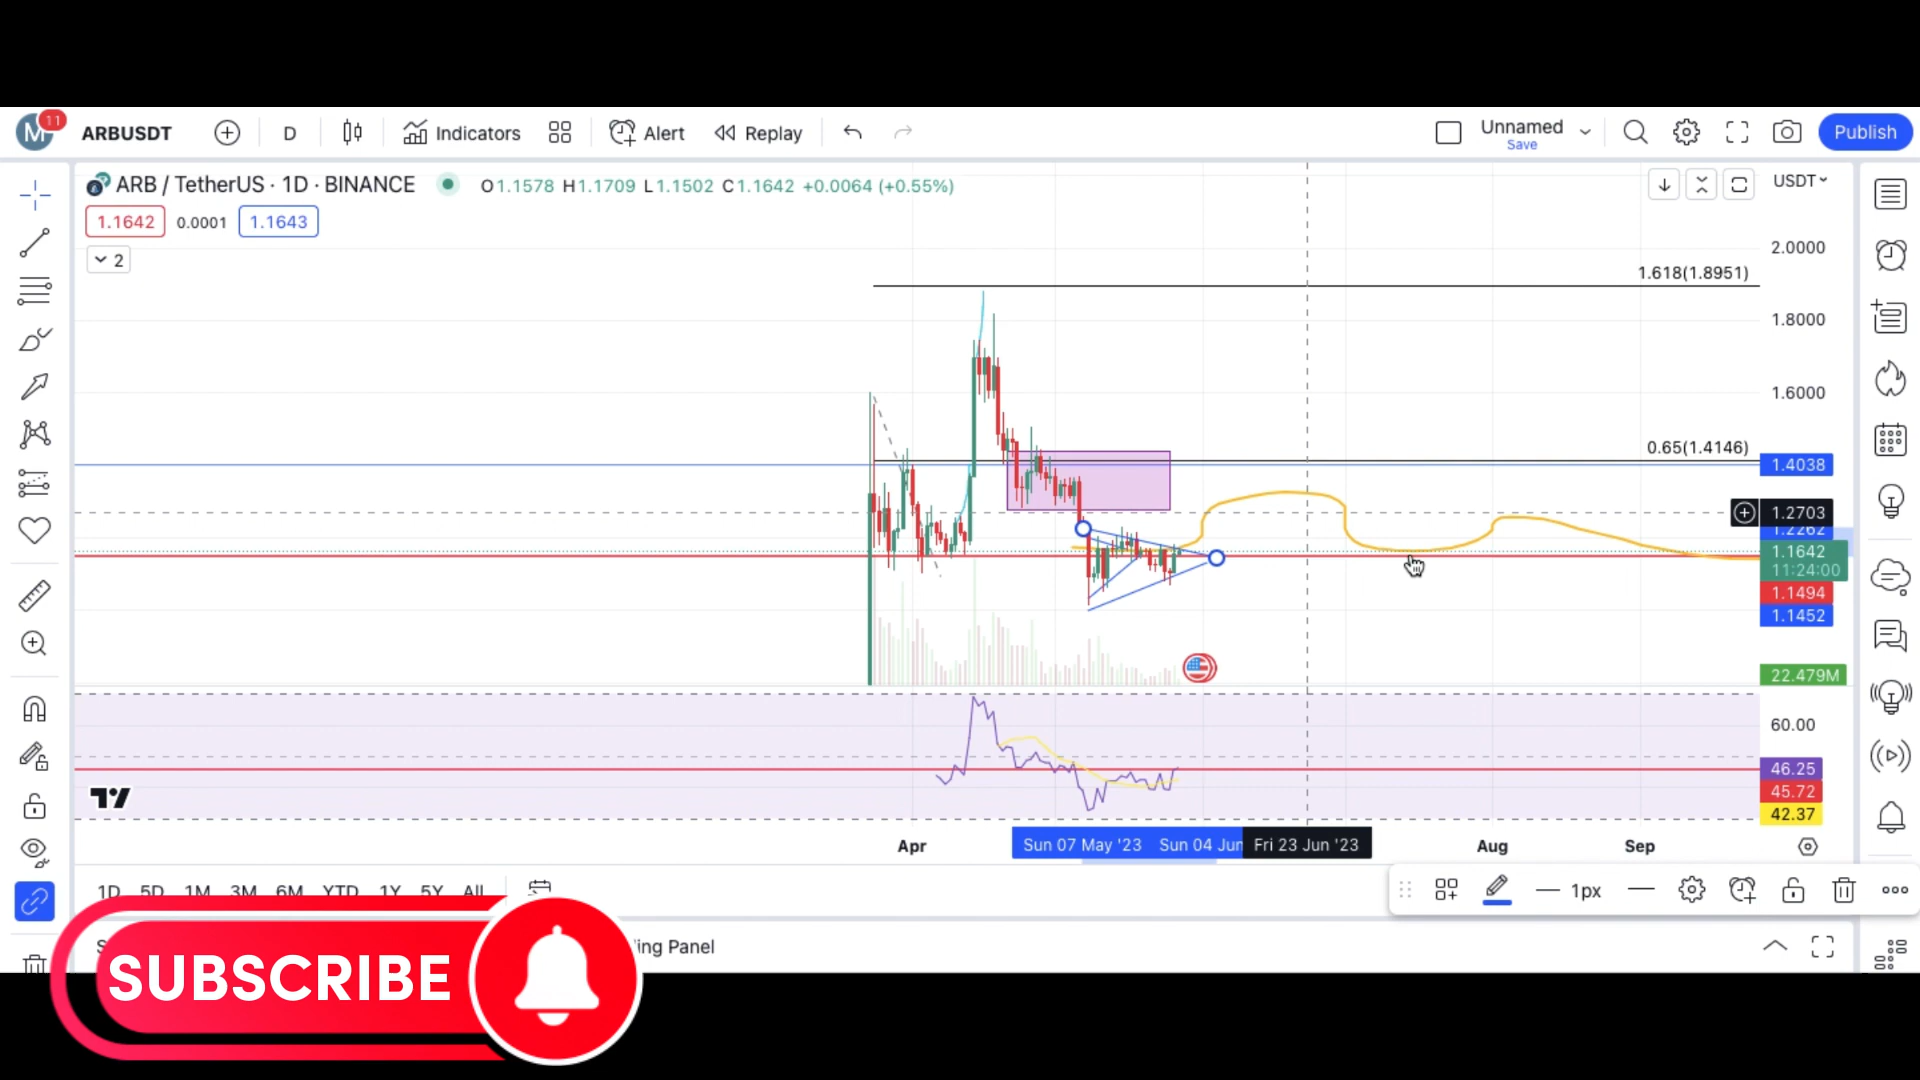 M 11 ARBUSDT D Indicators Alert Replay Unnamed Save Publish
ARB / TetherUS · 1D · BINANCE O1.1578 H1.1709 L1.1502 C1.1642 +0.0064 (+0.55%) USDT
1.1642 0.0001 1.1643
2
2.0000
1.618(1.8951)
1.8000
1.6000
0.65(1.4146)
1.4038
1.2703
1.2262
1.1642
11:24:00
1.1494
1.1452
22.479M
60.00
46.25
45.72
42.37
Apr Sun 07 May '23 Sun 04 Jun Fri 23 Jun '23 Aug Sep
1D 5D 1M 3M 6M YTD 1Y 5Y All
1px
ing Panel
SUBSCRIBE